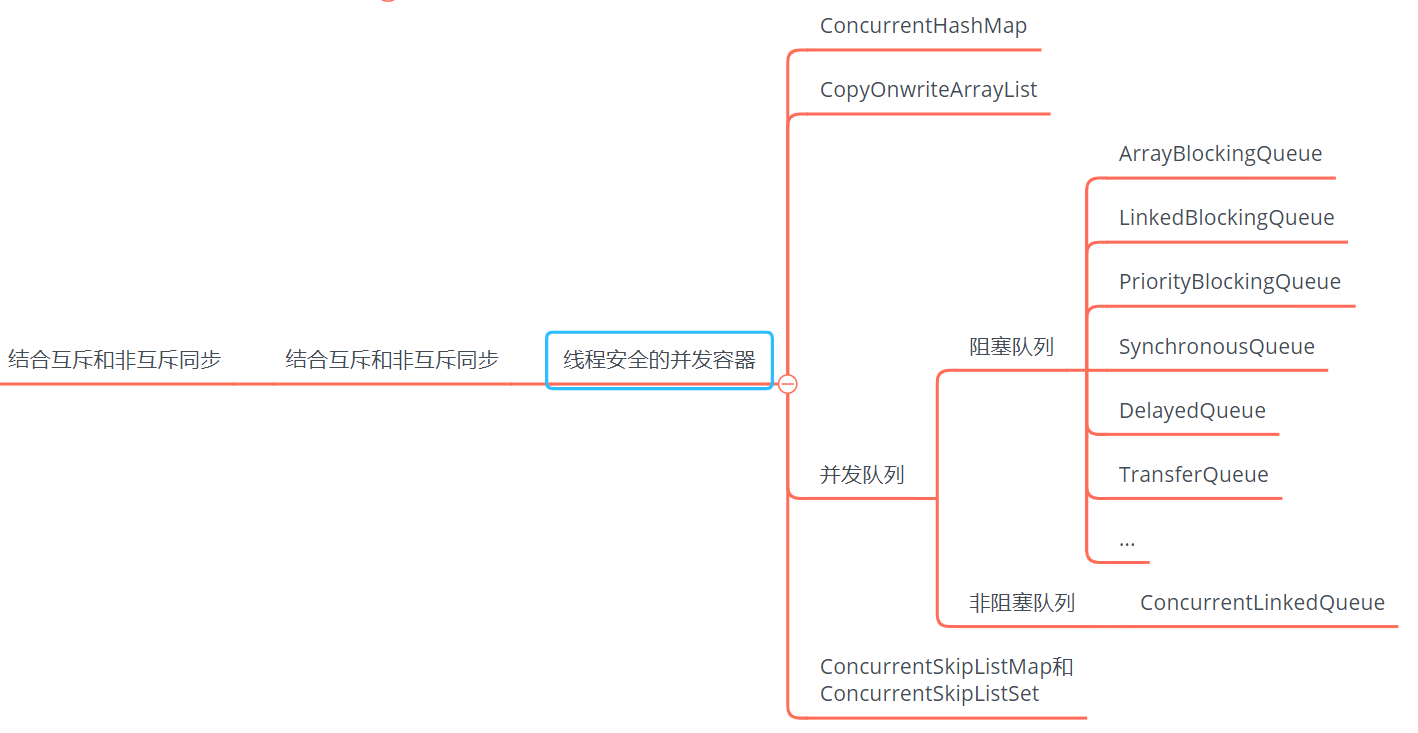 结合互斥和非互斥同步
结合互斥和非互斥同步
线程安全的并发容器
ConcurrentHashMap
CopyOnwriteArrayList
并发队列
阻塞队列
ArrayBlockingQueue
LinkedBlockingQueue
PriorityBlockingQueue
SynchronousQueue
DelayedQueue
TransferQueue
...
非阻塞队列
ConcurrentLinkedQueue
ConcurrentSkipListMap和
ConcurrentSkipListSet